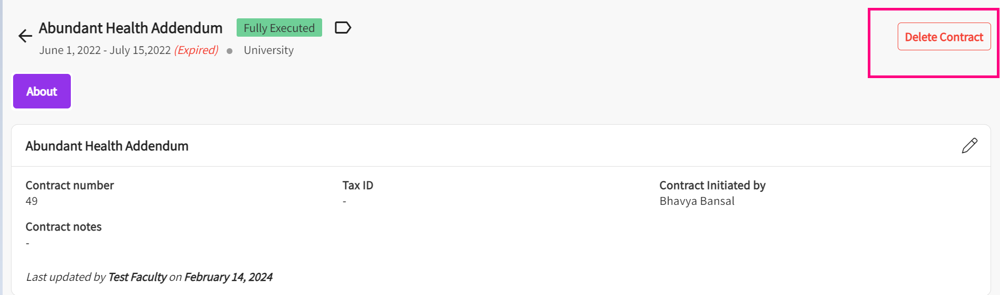 Abundant Health Addendum Fully Executed
Delete Contract
June 1, 2022 - July 15,2022 (Expired) University
About
Abundant Health Addendum
Contract number Tax ID Contract Initiated by
49 - Bhavya Bansal
Contract notes
-
Last updated by Test Faculty on February 14, 2024